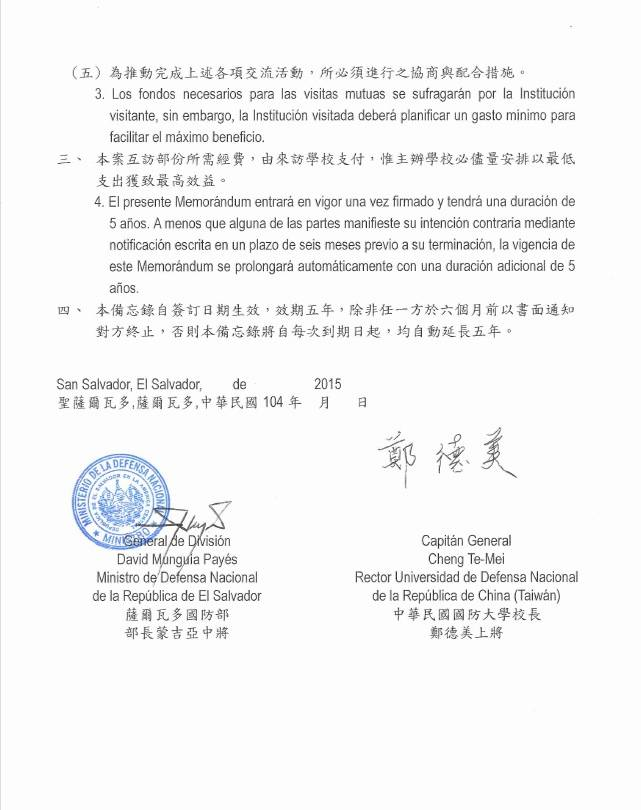 （五）為推動完成上述各項交流活動，所必須進行之協商與配合措施。
3. Los fondos necesarios para las visitas mutuas se sufragarán por la Institución
visitante, sin embargo, la Institución visitada deberá planificar un gasto mínimo para
facilitar el máximo beneficio.
三、 本案互訪部份所需經費，由來訪學校支付，惟主辦學校必儘量安排以最低
支出獲致最高效益。
4. El presente Memorándum entrará en vigor una vez firmado y tendrá una duración de
5 años. A menos que alguna de las partes manifieste su intención contraria mediante
notificación escrita en un plazo de seis meses previo a su terminación, la vigencia de
este Memorándum se prolongará automáticamente con una duración adicional de 5
años.
四、 本備忘錄自簽訂日期生效，效期五年，除非任一方於六個月前以書面通知
對方終止，否則本備忘錄將自每次到期日起，均自動延長五年。
San Salvador, El Salvador, de 2015
聖薩爾瓦多,薩爾瓦多,中華民國 104 年 月 日
鄭德美
MINISTERIO DE LA DEFENSA NACIONAL
REPUBLICA DE EL SALVADOR EN LA AMERICA CENTRAL
MINISTRO
General de División
David Munguía Payés
Ministro de Defensa Nacional
de la República de El Salvador
薩爾瓦多國防部
部長蒙吉亞中將
Capitán General
Cheng Te-Mei
Rector Universidad de Defensa Nacional
de la República de China (Taiwán)
中華民國國防大學校長
鄭德美上將